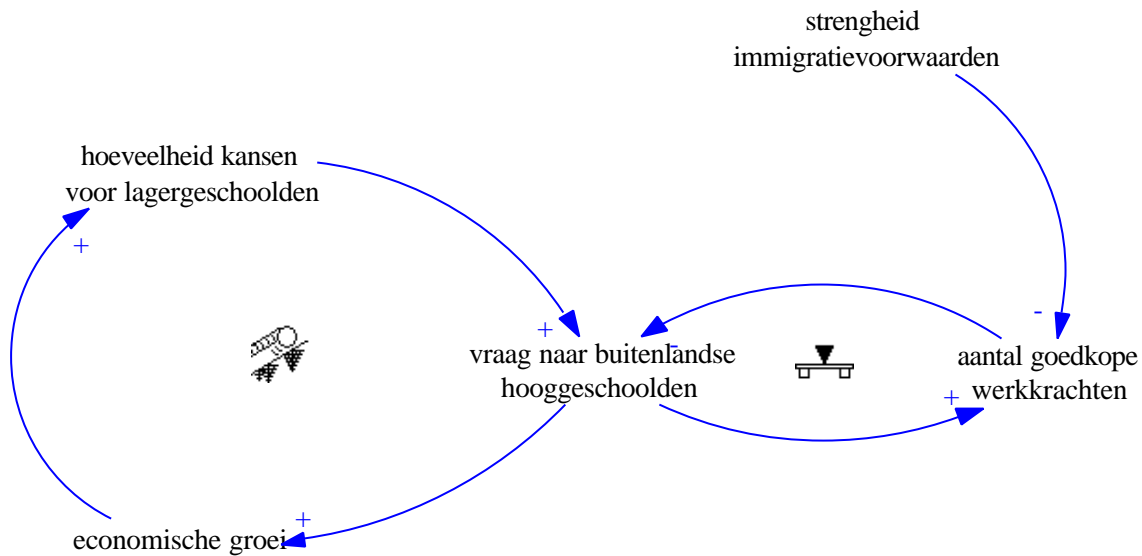 strengheid
immigratievoorwaarden
hoeveelheid kansen
voor lagergeschoolden
+
-
+
-
vraag naar buitenlandse
hooggeschoolden
aantal goedkope
werkkrachten
+
+
economische groei